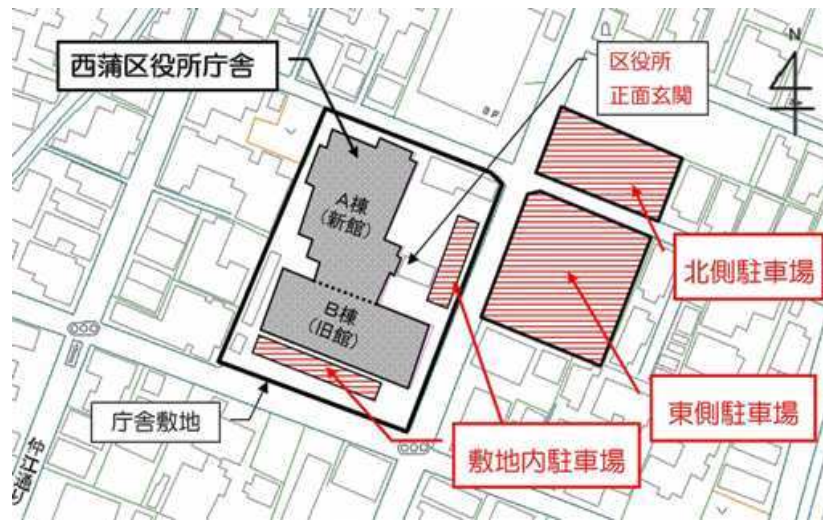 西蒲区役所庁舎
区役所
正面玄関
N
A棟
(新館)
B棟
(旧館)
北側駐車場
東側駐車場
敷地内駐車場
庁舎敷地
仲江通り